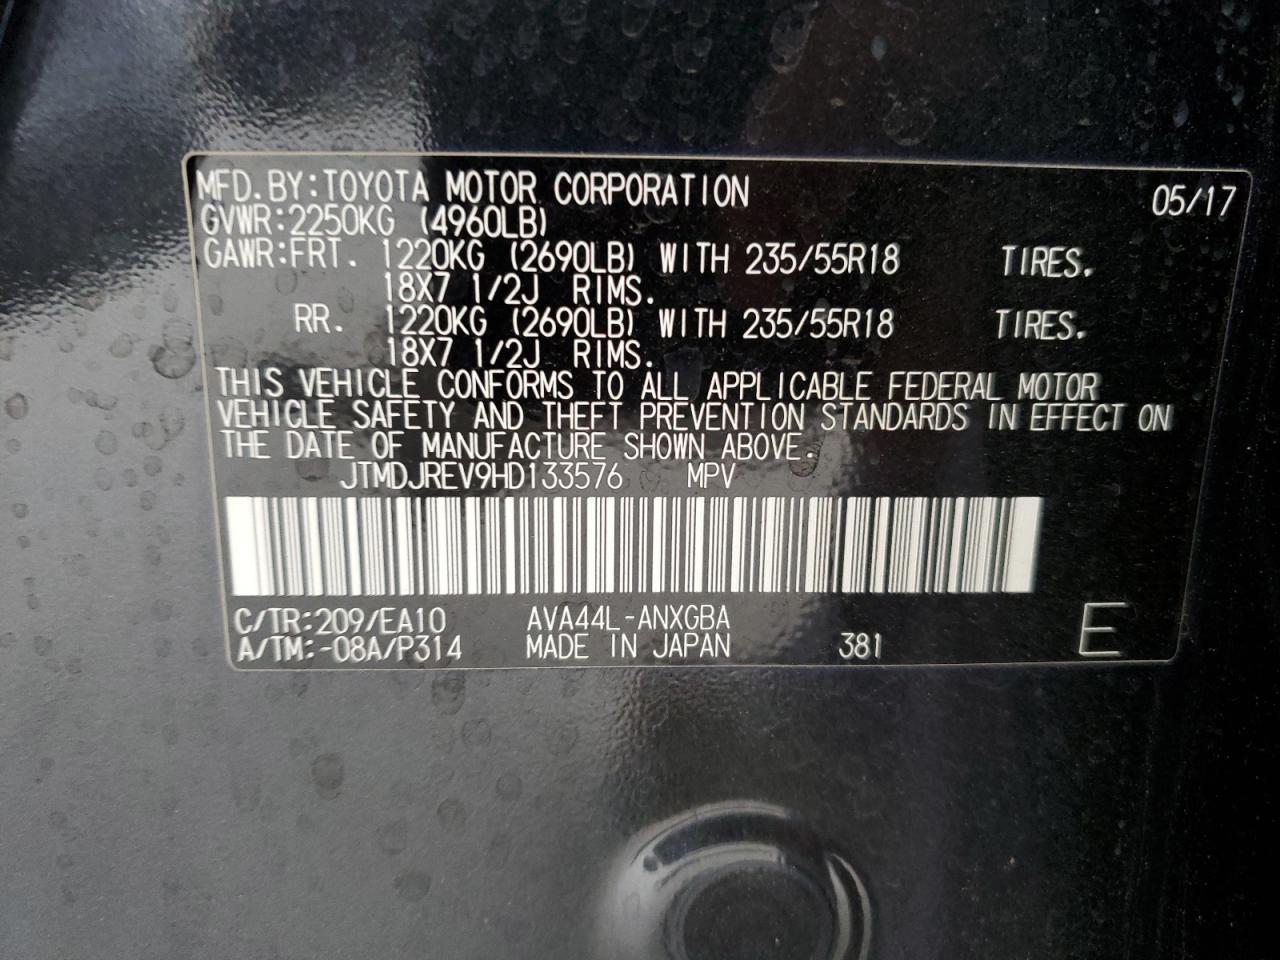 MFD.BY:TOYOTA MOTOR CORPORATION 05/17
GVWR:2250KG (4960LB)
GAWR:FRT. 1220KG (2690LB) WITH 235/55R18 TIRES.
18X7 1/2J RIMS.
RR. 1220KG (2690LB) WITH 235/55R18 TIRES.
18X7 1/2J RIMS.
THIS VEHICLE CONFORMS TO ALL APPLICABLE FEDERAL MOTOR
VEHICLE SAFETY AND THEFT PREVENTION STANDARDS IN EFFECT ON
THE DATE OF MANUFACTURE SHOWN ABOVE.
JTMDJREV9HD133576 MPV
C/TR:209/EA10 AVA44L-ANXGBA
A/TM:-08A/P314 MADE IN JAPAN 381 E